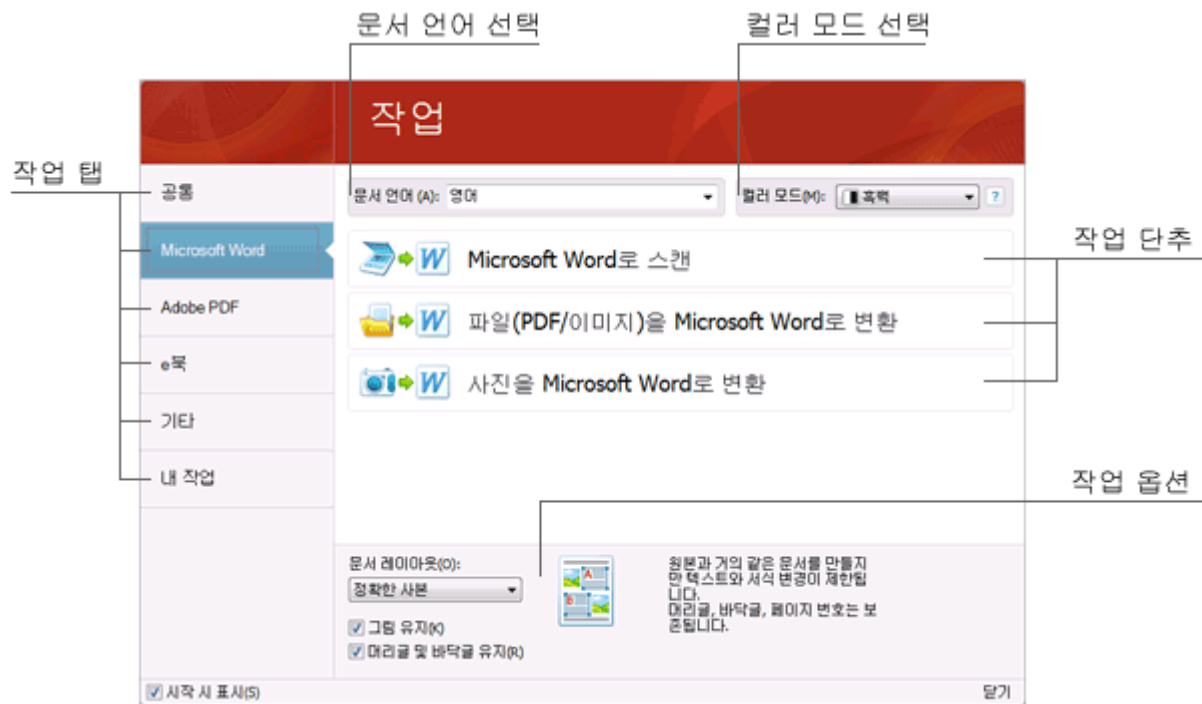 문서 언어 선택
컬러 모드 선택
작업
작업 탭
공통
문서 언어 (A): 영어
컬러 모드(M): 흑백 ?
Microsoft Word
Microsoft Word로 스캔
작업 단추
Adobe PDF
파일(PDF/이미지)을 Microsoft Word로 변환
e북
사진을 Microsoft Word로 변환
기타
내 작업
작업 옵션
문서 레이아웃(O):
정확한 사본
그림 유지(K)
머리글 및 바닥글 유지(R)
A
B
원본과 거의 같은 문서를 만들지
만 텍스트와 서식 변경이 제한됩
니다.
머리글, 바닥글, 페이지 번호는 보
존됩니다.
시작 시 표시(S)
닫기